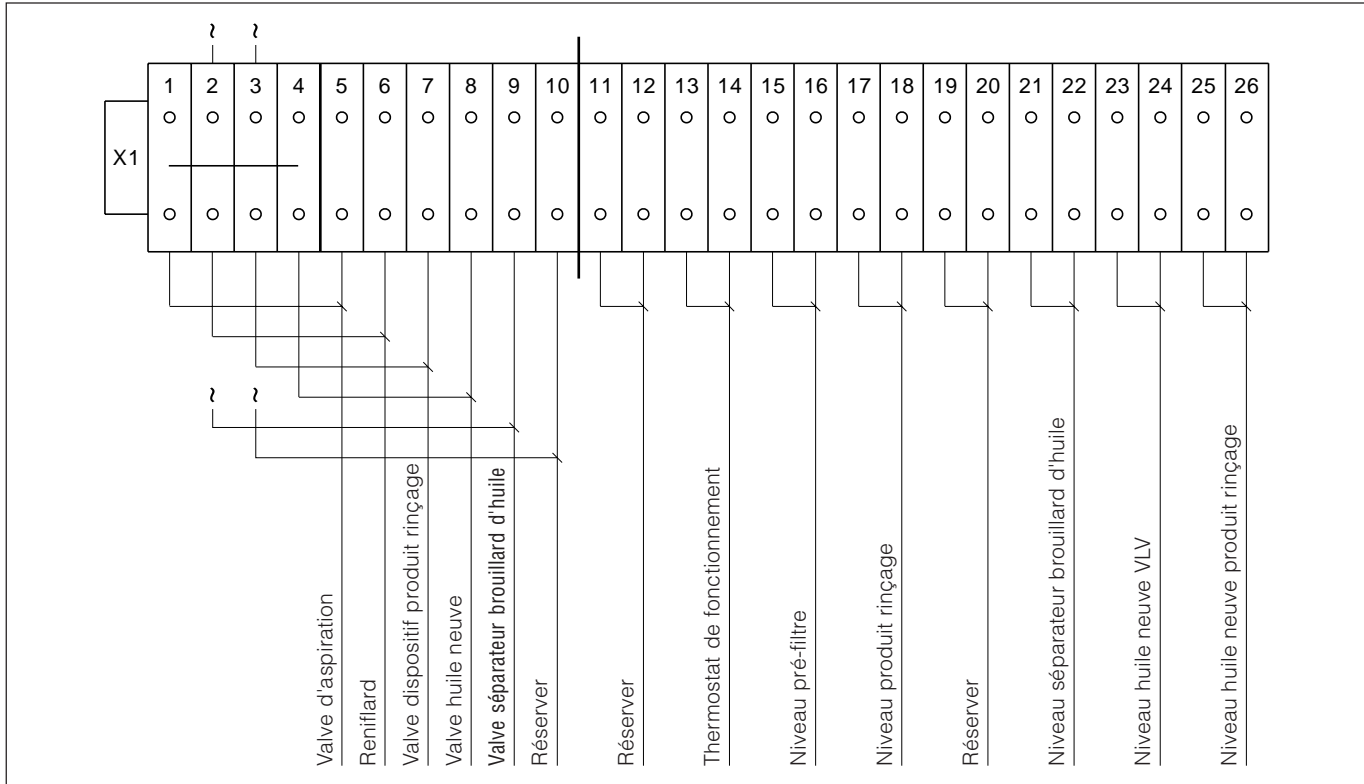 ~ ~
1 2 3 4 5 6 7 8 9 10 11 12 13 14 15 16 17 18 19 20 21 22 23 24 25 26
X1
~ ~
Valve d'aspiration
Reniflard
Valve dispositif produit rinçage
Valve huile neuve
Valve séparateur brouillard d'huile
Réserver
Réserver
Thermostat de fonctionnement
Niveau pré-filtre
Niveau produit rinçage
Réserver
Niveau séparateur brouillard d'huile
Niveau huile neuve VLV
Niveau huile neuve produit rinçage